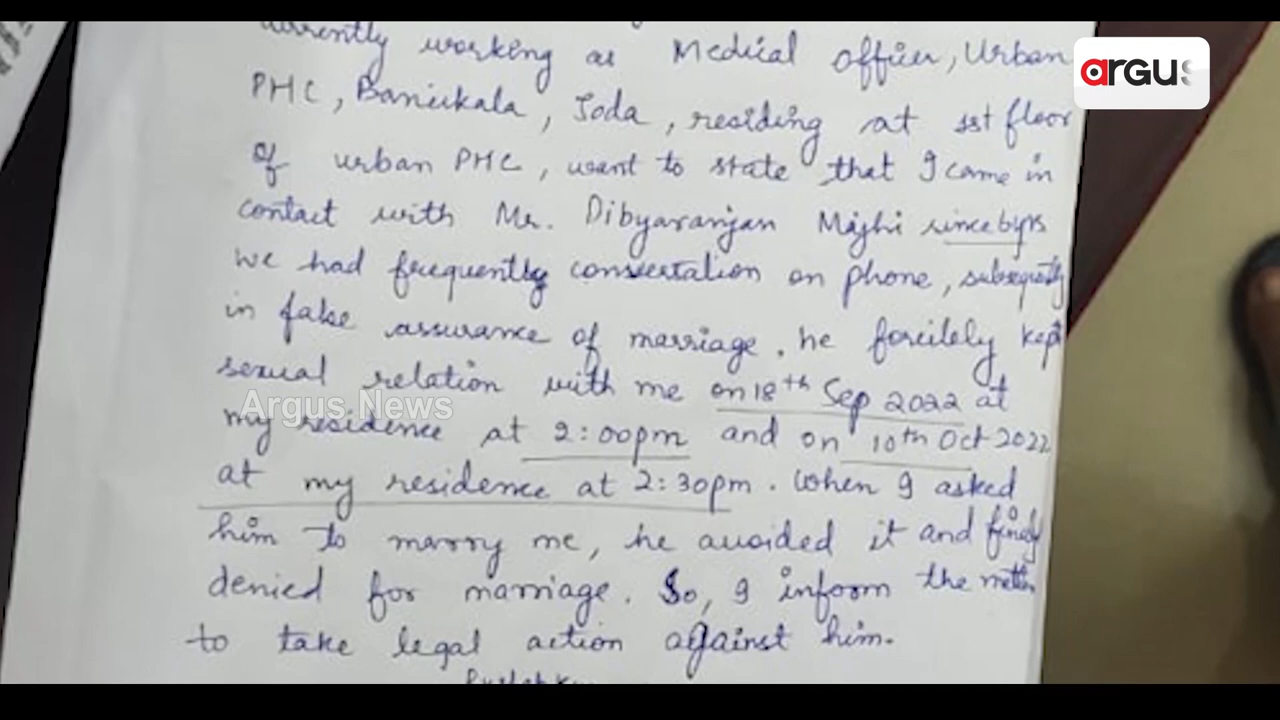 currently working as Medical officer, Urban
PHC, Banikala, Joda, residing at 1st floor
of urban PHC, want to state that I came in
contact with Mr. Dibyaranjan Majhi since 6yrs
We had frequently conversation on phone, subsequently
in fake assurance of marriage. he forcilely kept
sexual relation with me on 18th Sep 2022 at
my residence at 2:00pm and on 10th Oct 2022
at my residence at 2:30pm. When I asked
him to marry me, he avoided it and finally
denied for marriage. So, I inform the matter
to take legal action against him.
argus
Argus News